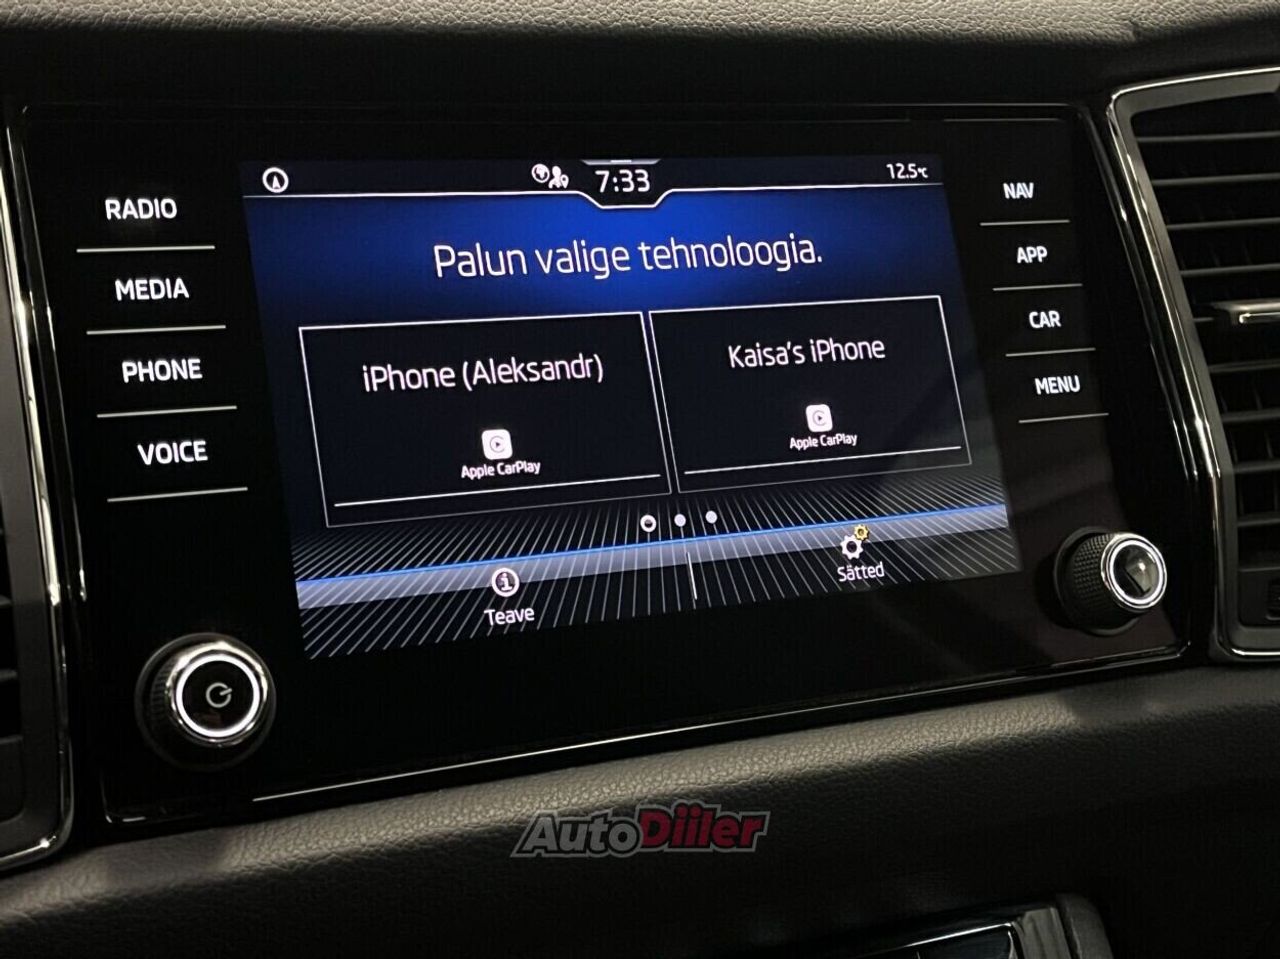 RADIO
MEDIA
PHONE
VOICE
7:33
12.5°C
Palun valige tehnoloogia.
iPhone (Aleksandr)
Apple CarPlay
Kaisa's iPhone
Apple CarPlay
Teave
Sätted
NAV
APP
CAR
MENU
AutoDiiler